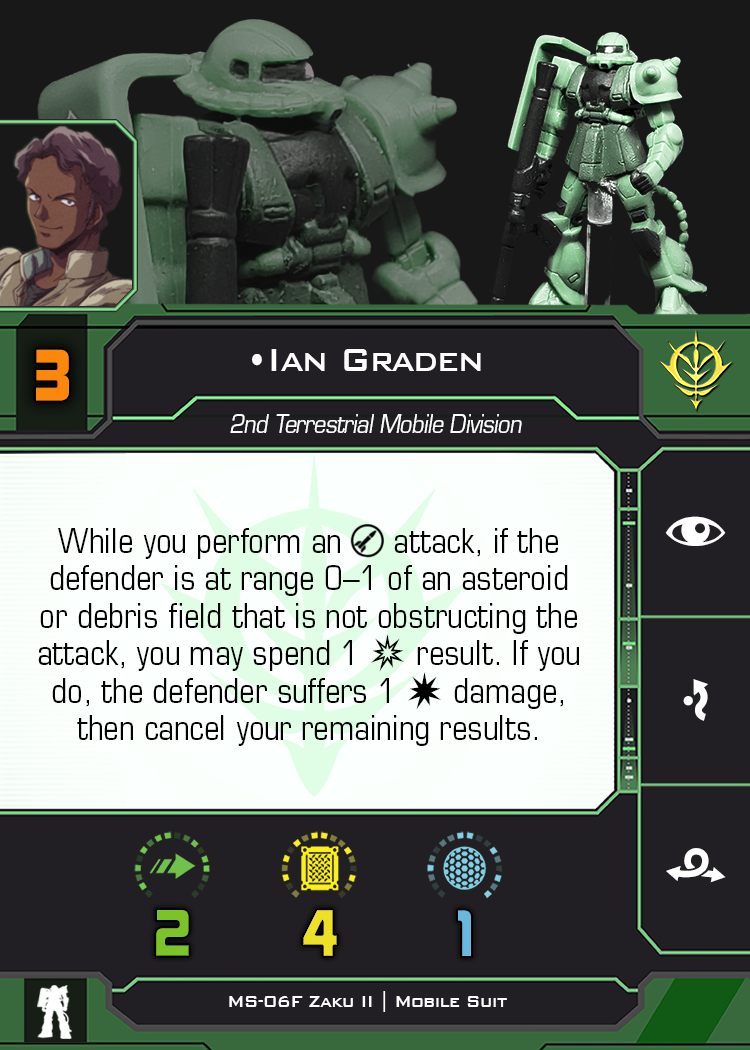 3
•Ian Graden
2nd Terrestrial Mobile Division
While you perform an attack, if the
defender is at range 0–1 of an asteroid
or debris field that is not obstructing the
attack, you may spend 1 result. If you
do, the defender suffers 1 damage,
then cancel your remaining results.
2 4 1
MS-06F Zaku II | Mobile Suit